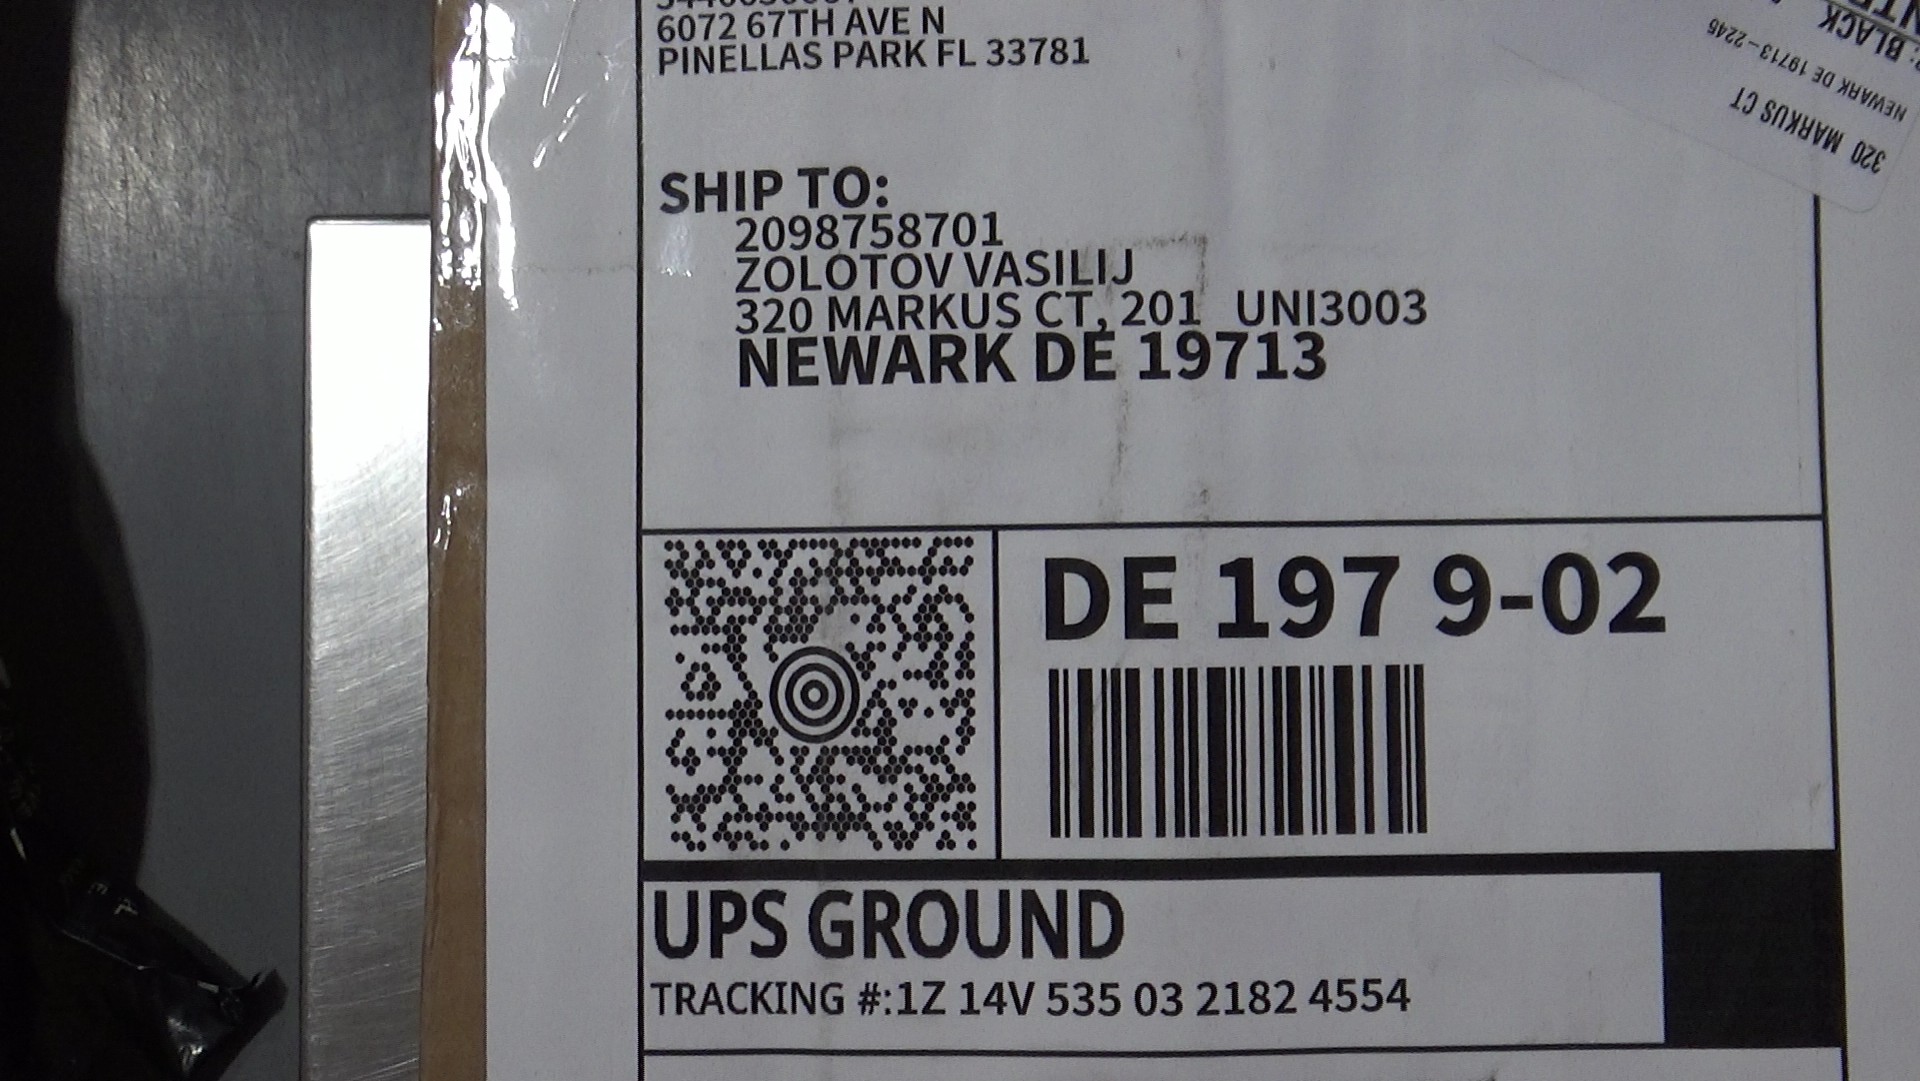 6072 67TH AVE N
PINELLAS PARK FL 33781
SHIP TO:
2098758701
ZOLOTOV VASILIJ
320 MARKUS CT, 201 UNI3003
NEWARK DE 19713
DE 197 9-02
UPS GROUND
TRACKING #:1Z 14V 535 03 2182 4554
320 MARKUS CT
NEWARK DE 19713-2246
BLACK